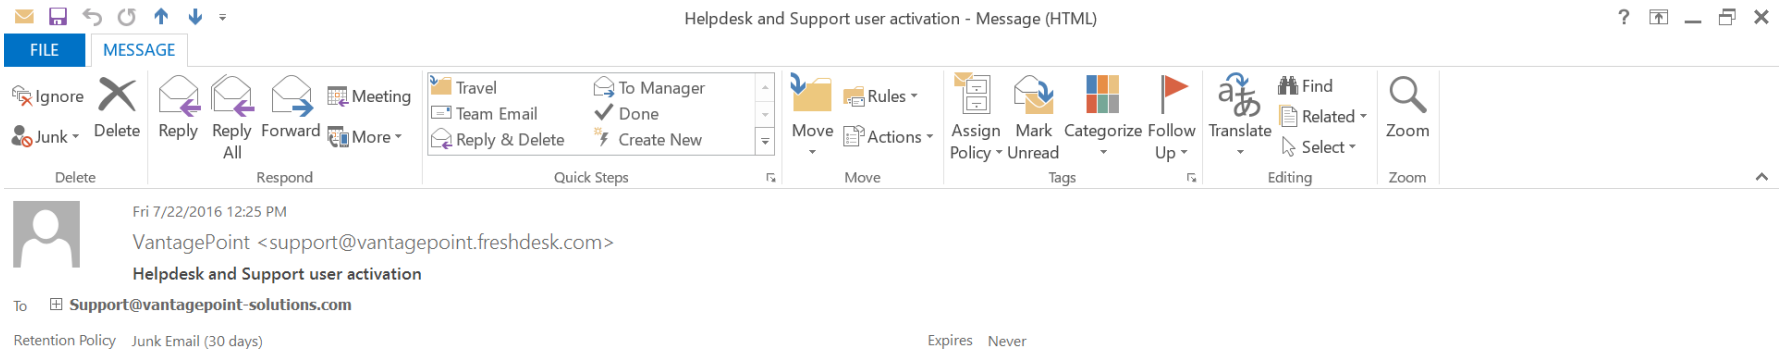 Helpdesk and Support user activation - Message (HTML)
?
FILE MESSAGE
Ignore
Junk
Delete
Delete
Reply
Reply All
Forward
Meeting
More
Respond
Travel
Team Email
Reply & Delete
To Manager
Done
Create New
Quick Steps
Move
Rules
Actions
Move
Assign Policy
Mark Unread
Categorize
Follow Up
Tags
Translate
Find
Related
Select
Editing
Zoom
Zoom
Fri 7/22/2016 12:25 PM
VantagePoint <support@vantagepoint.freshdesk.com>
Helpdesk and Support user activation
To Support@vantagepoint-solutions.com
Retention Policy Junk Email (30 days) Expires Never